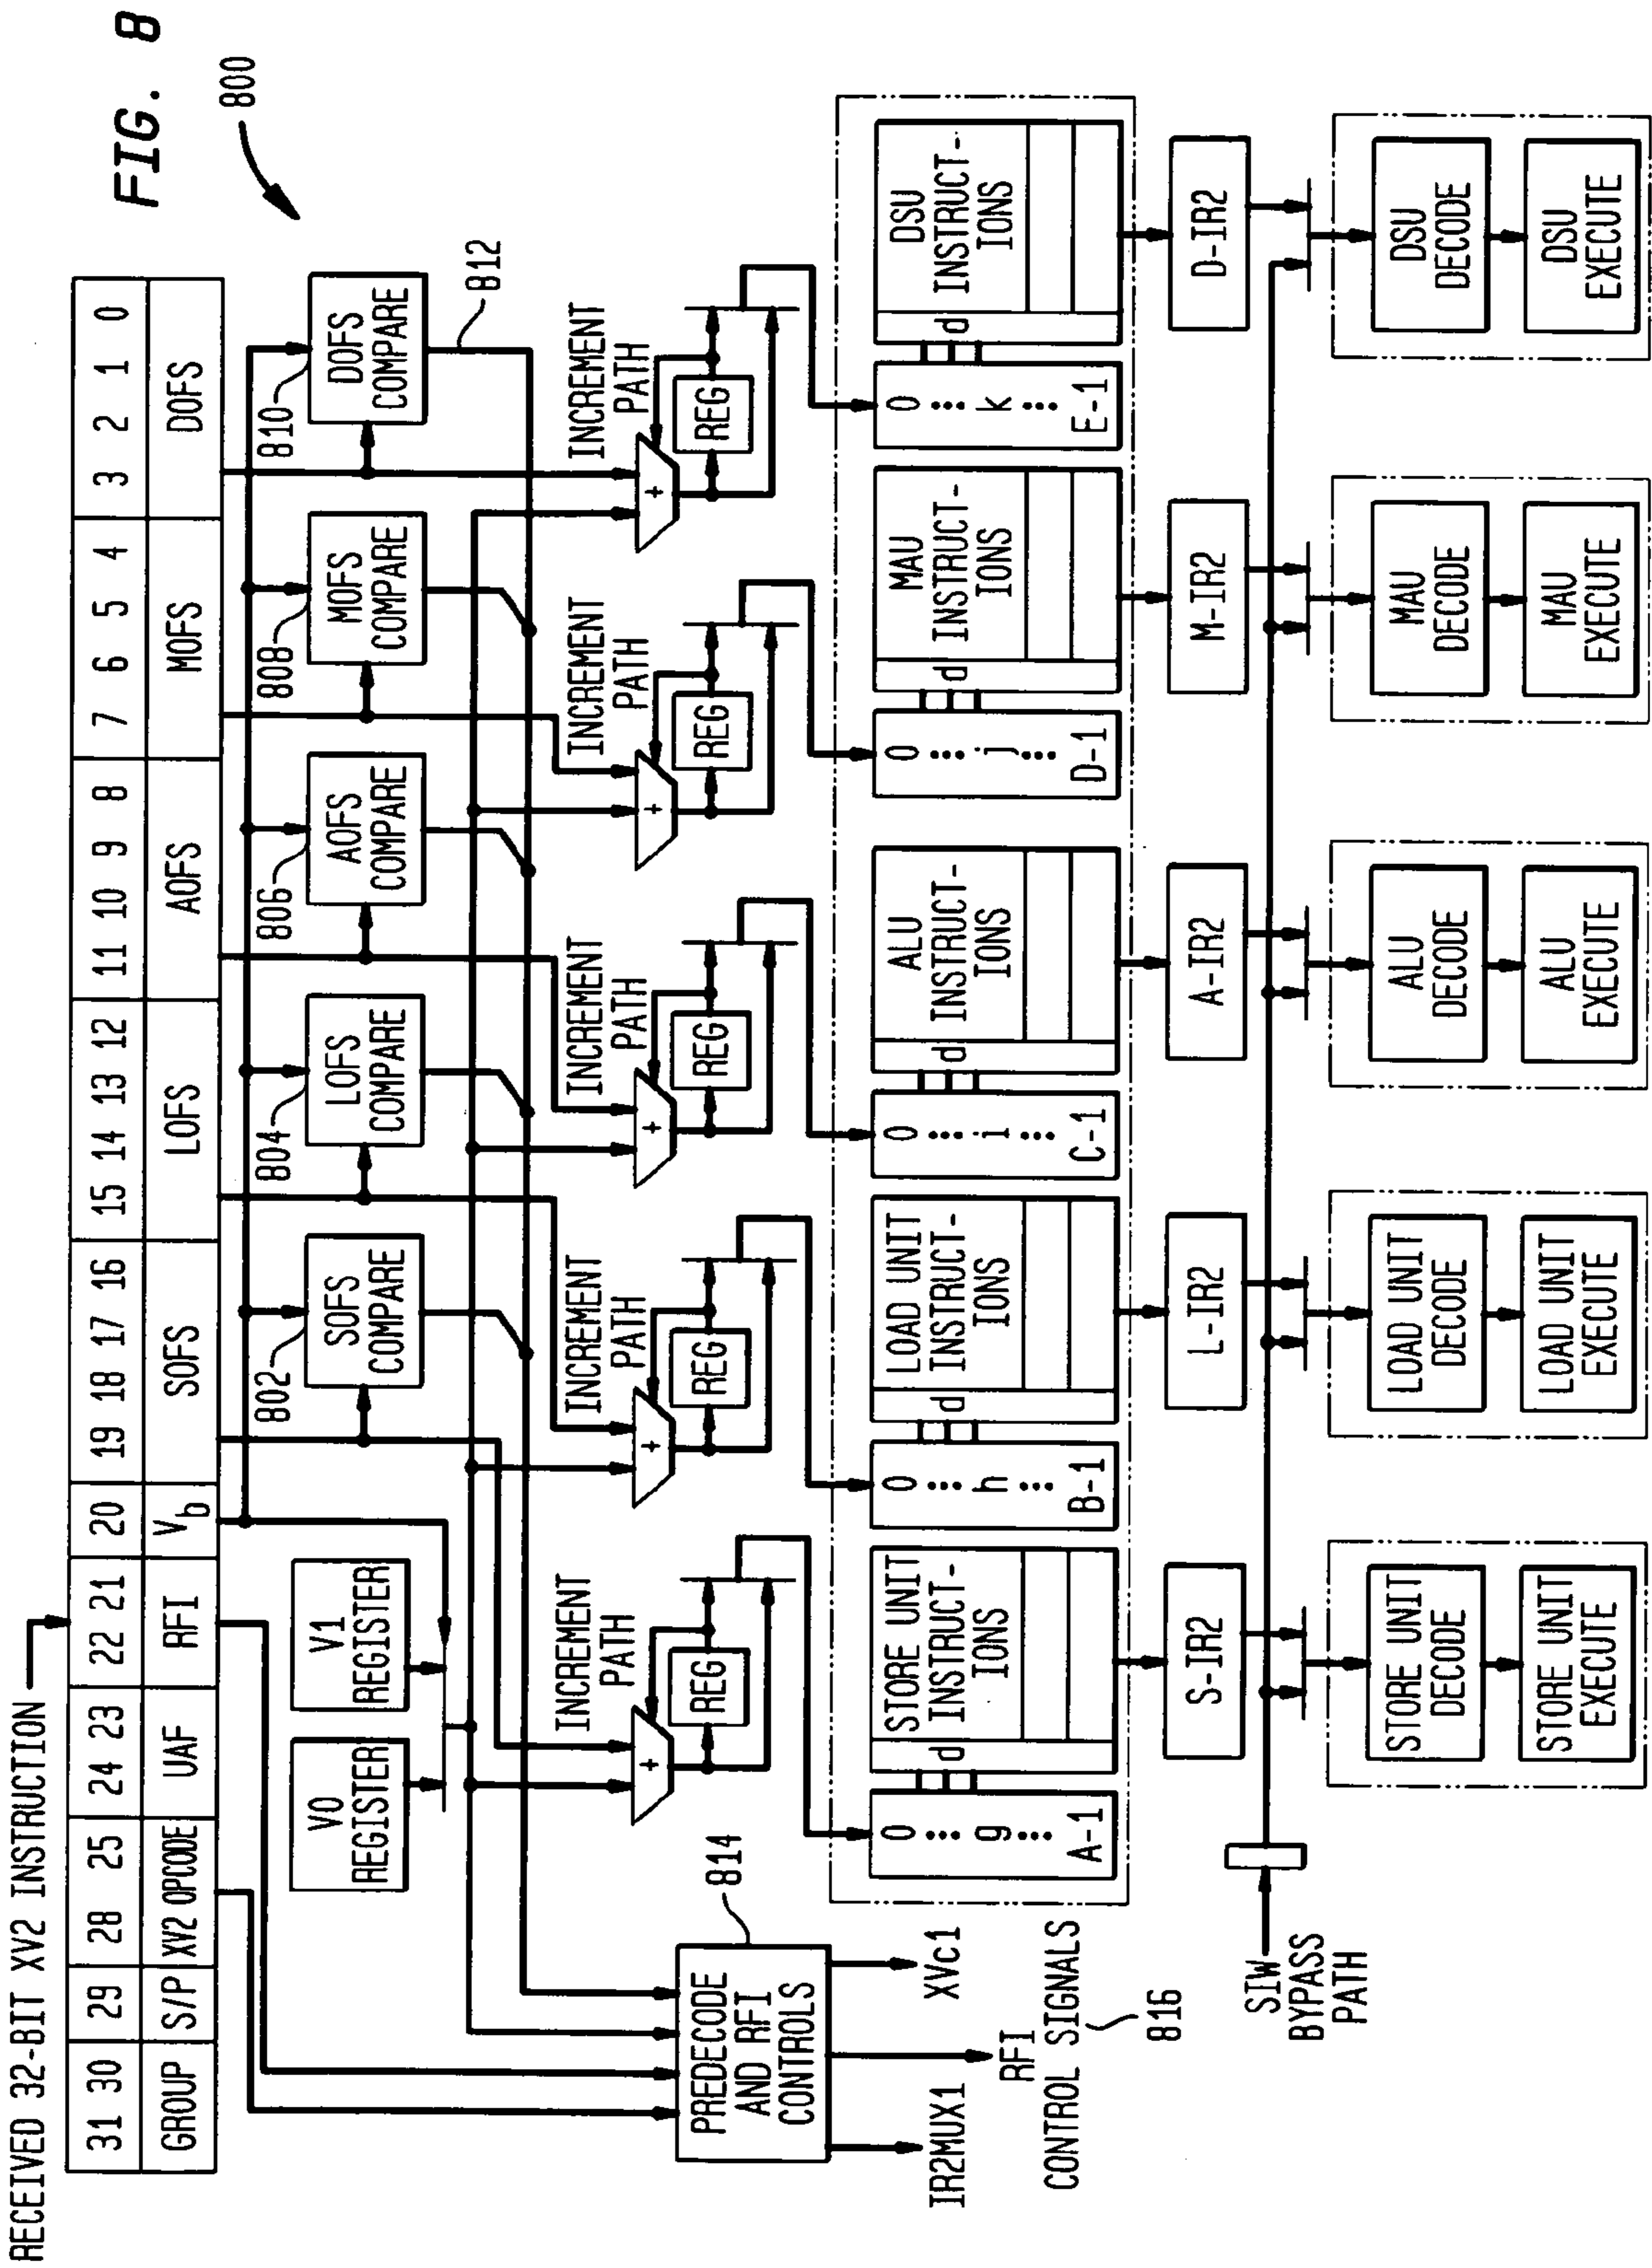 FIG. 8
800
RECEIVED 32-BIT XV2 INSTRUCTION
31 30 29 28 25 24 23 22 21 20 19 18 17 16 15 14 13 12 11 10 9 8 7 6 5 4 3 2 1 0
GROUP S/P XV2 OPCODE UAF RFI Vb SOFS LOFS AOFS MOFS DOFS
V0
REGISTER
V1
REGISTER
802
SOFS
COMPARE
804
LOFS
COMPARE
806
AOFS
COMPARE
808
MOFS
COMPARE
810
DOFS
COMPARE
812
INCREMENT
PATH
+
REG
INCREMENT
PATH
+
REG
INCREMENT
PATH
+
REG
INCREMENT
PATH
+
REG
INCREMENT
PATH
+
REG
814
PREDECODE
AND RFI
CONTROLS
IR2MUX1
XVc1
RFI
CONTROL SIGNALS
816
0
g
A-1
d
STORE UNIT
INSTRUCT-
IONS
0
h
B-1
d
LOAD UNIT
INSTRUCT-
IONS
0
i
C-1
d
ALU
INSTRUCT-
IONS
0
j
D-1
d
MAU
INSTRUCT-
IONS
0
k
E-1
d
DSU
INSTRUCT-
IONS
S-IR2
L-IR2
A-IR2
M-IR2
D-IR2
SIW
BYPASS
PATH
STORE UNIT
DECODE
LOAD UNIT
DECODE
ALU
DECODE
MAU
DECODE
DSU
DECODE
STORE UNIT
EXECUTE
LOAD UNIT
EXECUTE
ALU
EXECUTE
MAU
EXECUTE
DSU
EXECUTE